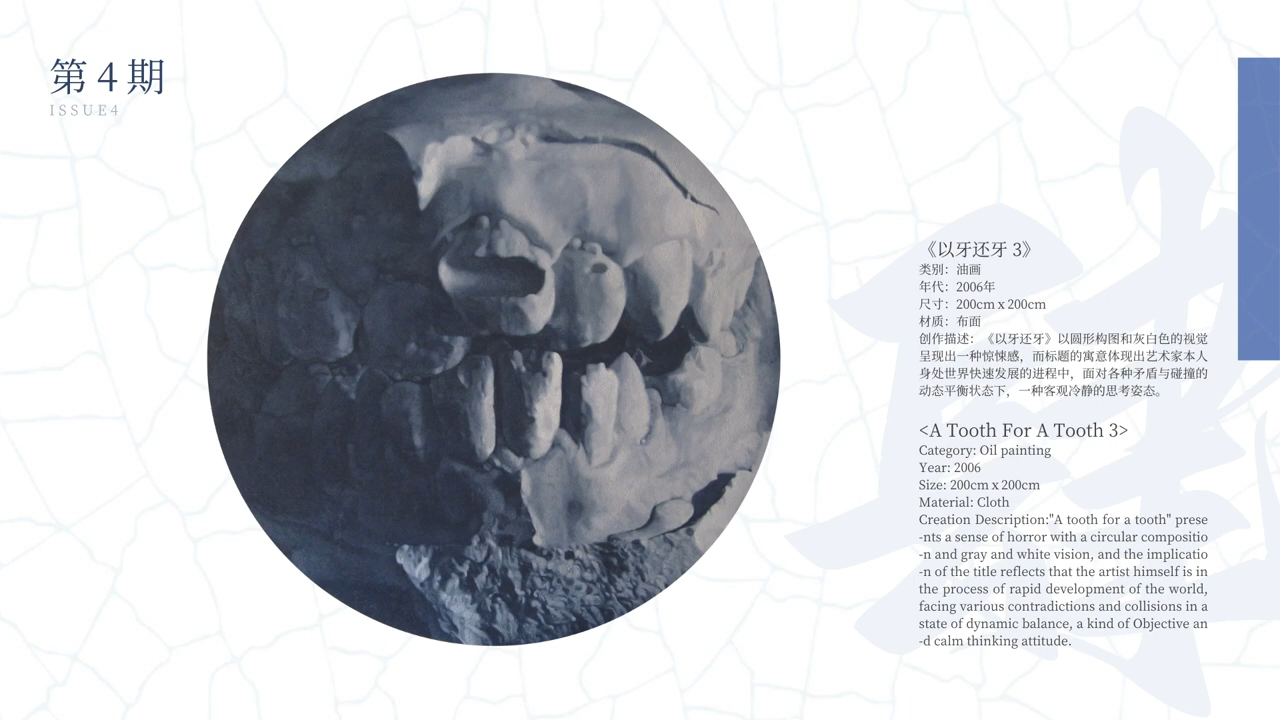 第4期
ISSUE4
《以牙还牙 3》
类别：油画
年代：2006年
尺寸：200cm x 200cm
材质：布面
创作描述：《以牙还牙》以圆形构图和灰白色的视觉
呈现出一种惊悚感，而标题的寓意体现出艺术家本人
身处世界快速发展的进程中，面对各种矛盾与碰撞的
动态平衡状态下，一种客观冷静的思考姿态。
<A Tooth For A Tooth 3>
Category: Oil painting
Year: 2006
Size: 200cm x 200cm
Material: Cloth
Creation Description:"A tooth for a tooth" prese
-nts a sense of horror with a circular compositio
-n and gray and white vision, and the implicatio
-n of the title reflects that the artist himself is in
the process of rapid development of the world,
facing various contradictions and collisions in a
state of dynamic balance, a kind of Objective an
-d calm thinking attitude.